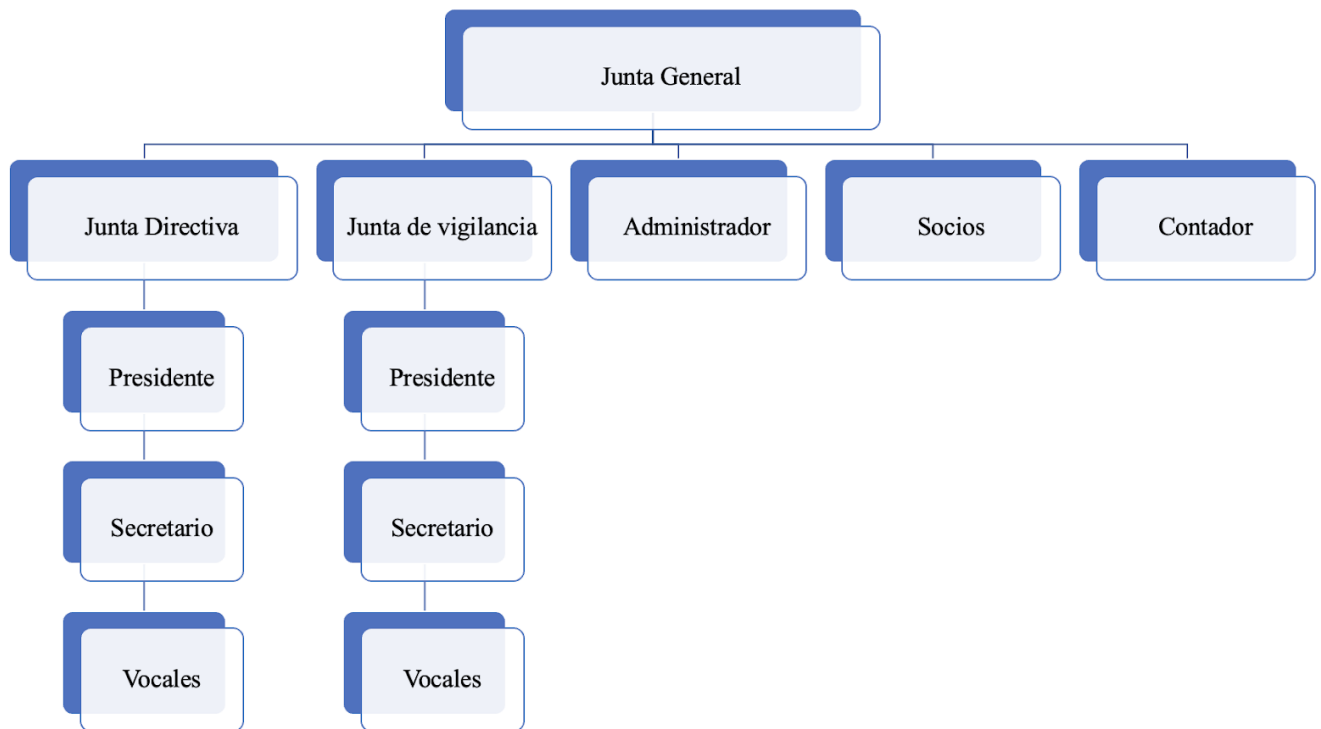 Junta General
Junta Directiva
Junta de vigilancia
Administrador
Socios
Contador
Presidente
Presidente
Secretario
Secretario
Vocales
Vocales